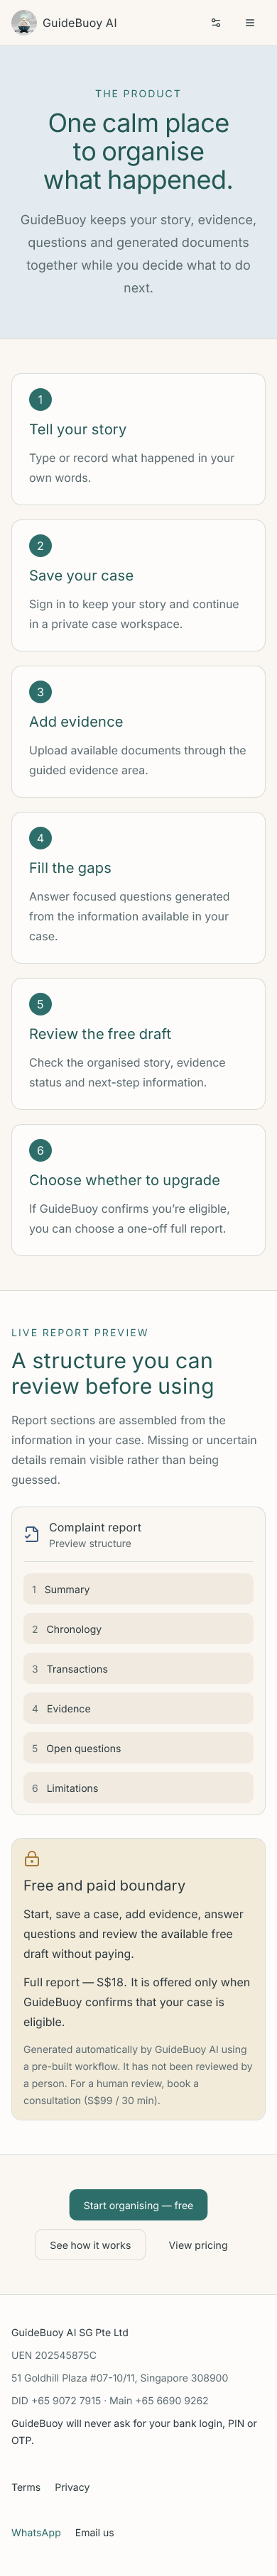 GuideBuoy AI
THE PRODUCT
One calm place
to organise
what happened.
GuideBuoy keeps your story, evidence,
questions and generated documents
together while you decide what to do
next.
1
Tell your story
Type or record what happened in your
own words.
2
Save your case
Sign in to keep your story and continue
in a private case workspace.
3
Add evidence
Upload available documents through the
guided evidence area.
4
Fill the gaps
Answer focused questions generated
from the information available in your
case.
5
Review the free draft
Check the organised story, evidence
status and next-step information.
6
Choose whether to upgrade
If GuideBuoy confirms you’re eligible,
you can choose a one-off full report.
LIVE REPORT PREVIEW
A structure you can
review before using
Report sections are assembled from the
information in your case. Missing or uncertain
details remain visible rather than being
guessed.
Complaint report
Preview structure
1 Summary
2 Chronology
3 Transactions
4 Evidence
5 Open questions
6 Limitations
Free and paid boundary
Start, save a case, add evidence, answer
questions and review the available free
draft without paying.
Full report — S$18. It is offered only when
GuideBuoy confirms that your case is
eligible.
Generated automatically by GuideBuoy AI using
a pre-built workflow. It has not been reviewed by
a person. For a human review, book a
consultation (S$99 / 30 min).
Start organising — free
See how it works View pricing
GuideBuoy AI SG Pte Ltd
UEN 202545875C
51 Goldhill Plaza #07-10/11, Singapore 308900
DID +65 9072 7915 · Main +65 6690 9262
GuideBuoy will never ask for your bank login, PIN or
OTP.
Terms Privacy
WhatsApp Email us